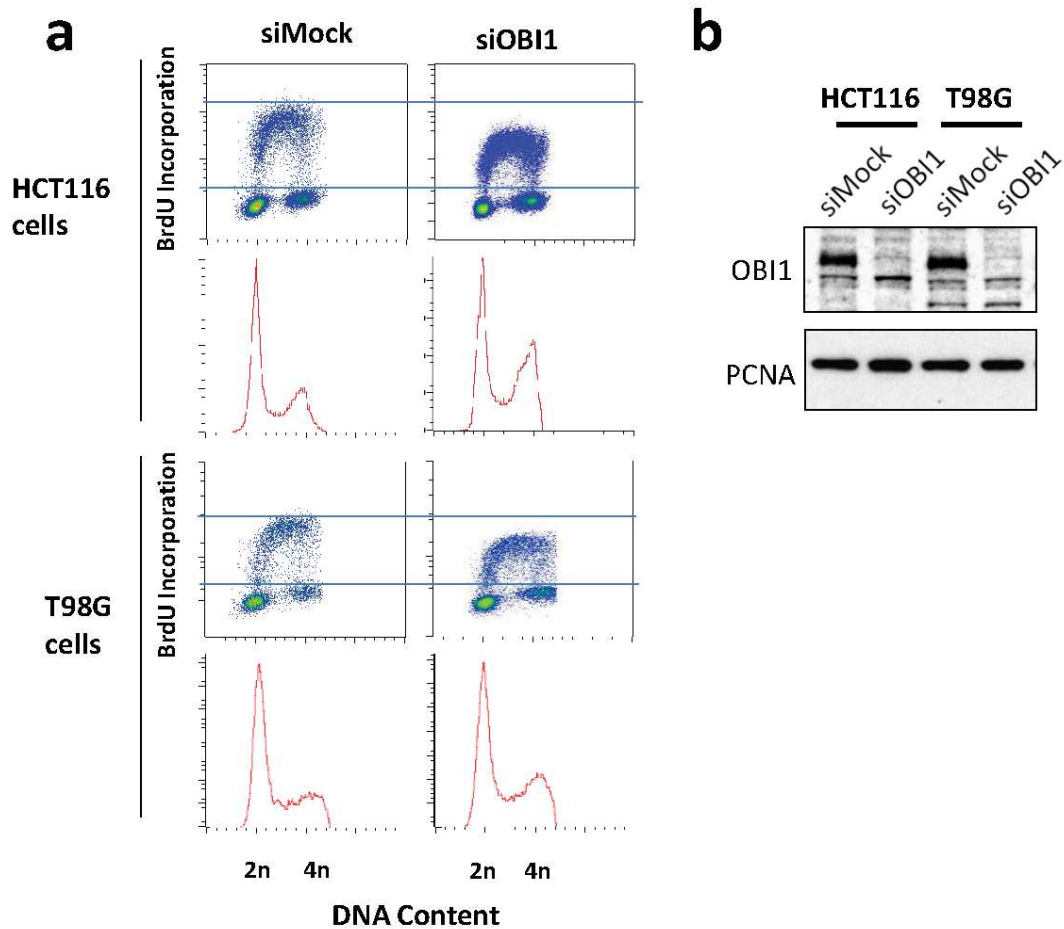 a
siMock
siOBI1
HCT116
cells
BrdU Incorporation
T98G
cells
BrdU Incorporation
2n
4n
2n
4n
DNA Content
b
HCT116
T98G
siMock
siOBI1
siMock
siOBI1
OBI1
PCNA